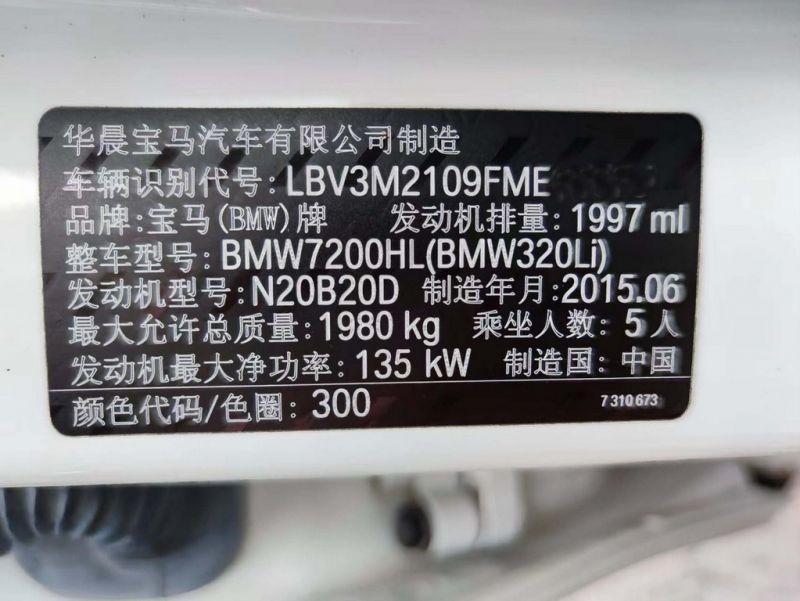 华晨宝马汽车有限公司制造
车辆识别代号: LBV3M2109FME
品牌: 宝马(BMW)牌 发动机排量: 1997 ml
整车型号: BMW7200HL(BMW320Li)
发动机型号: N20B20D 制造年月: 2015.06
最大允许总质量: 1980 kg 乘坐人数: 5人
发动机最大净功率: 135 kW 制造国: 中国
颜色代码/色圈: 300 7 310 673